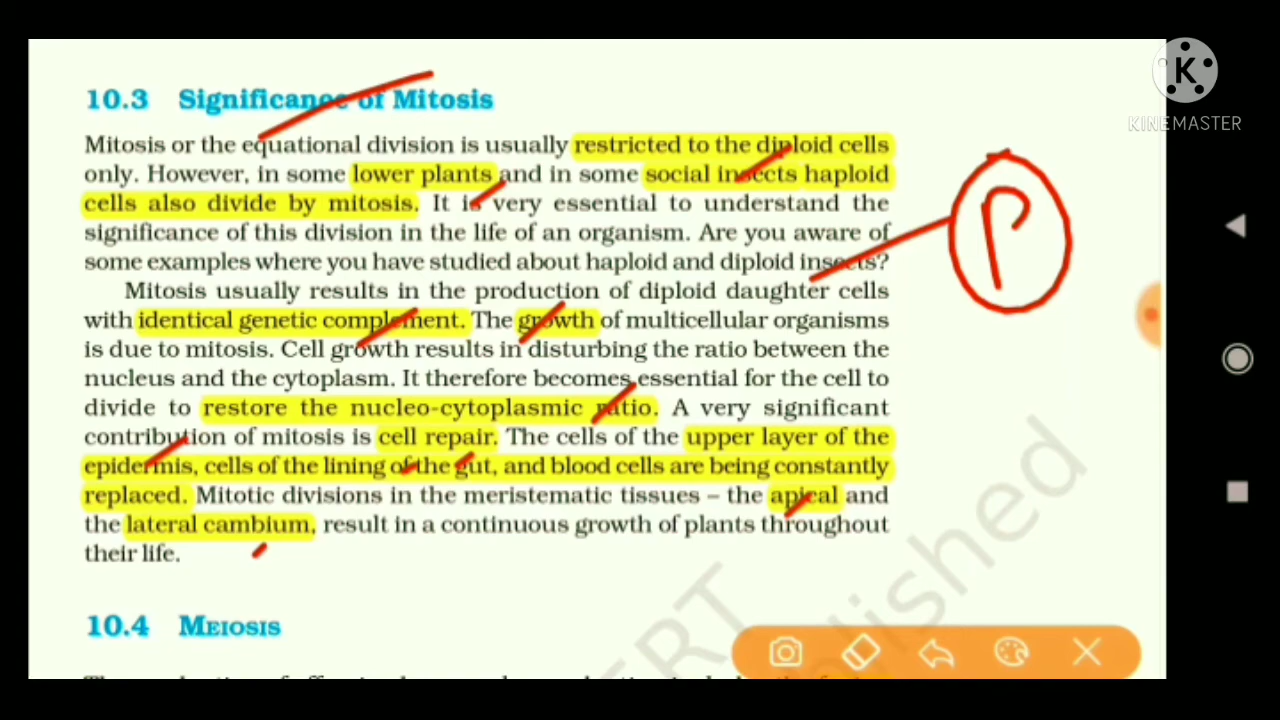 10.3 Significance of Mitosis
Mitosis or the equational division is usually restricted to the diploid cells
only. However, in some lower plants and in some social insects haploid
cells also divide by mitosis. It is very essential to understand the
significance of this division in the life of an organism. Are you aware of
some examples where you have studied about haploid and diploid insects?
Mitosis usually results in the production of diploid daughter cells
with identical genetic complement. The growth of multicellular organisms
is due to mitosis. Cell growth results in disturbing the ratio between the
nucleus and the cytoplasm. It therefore becomes essential for the cell to
divide to restore the nucleo-cytoplasmic ratio. A very significant
contribution of mitosis is cell repair. The cells of the upper layer of the
epidermis, cells of the lining of the gut, and blood cells are being constantly
replaced. Mitotic divisions in the meristematic tissues – the apical and
the lateral cambium, result in a continuous growth of plants throughout
their life.
10.4 MEIOSIS
P
K
KINEMASTER